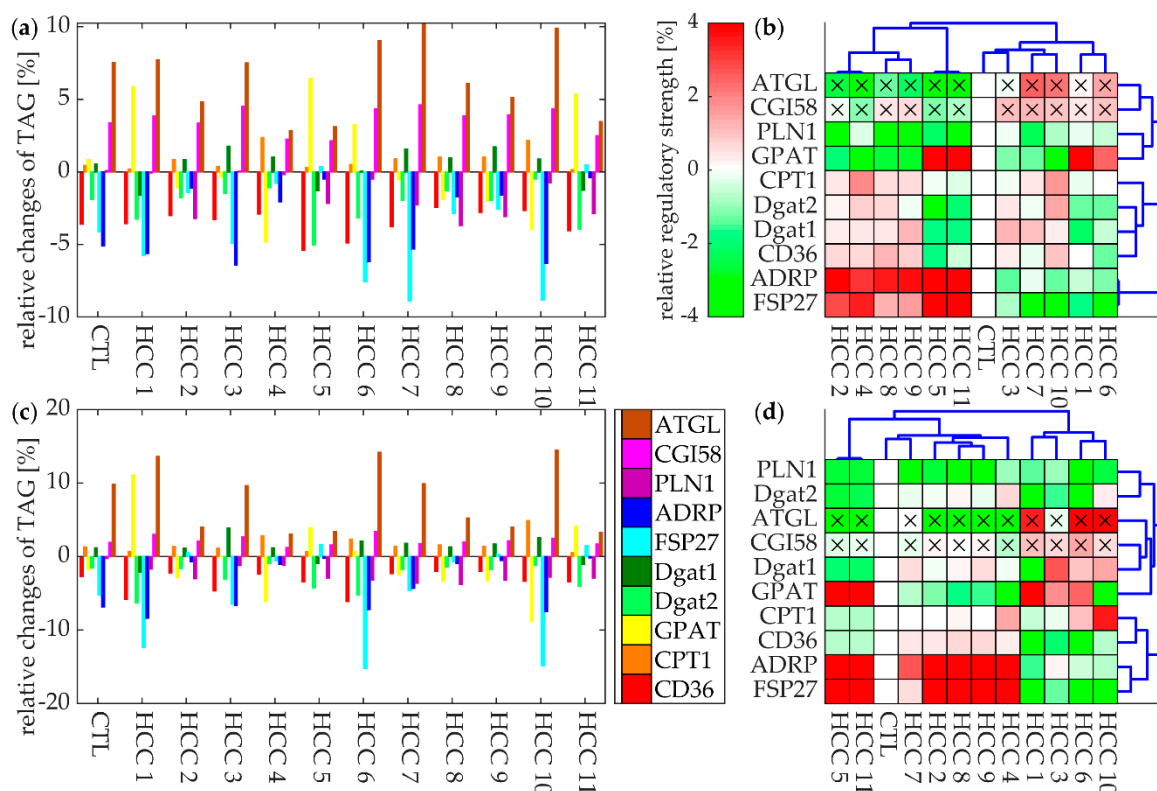 (a)
relative changes of TAG [%]
10
5
0
-5
-10
CTL
HCC 1
HCC 2
HCC 3
HCC 4
HCC 5
HCC 6
HCC 7
HCC 8
HCC 9
HCC 10
HCC 11
relative regulatory strength [%]
4
2
0
-2
-4
(b)
ATGL
CGI58
PLN1
GPAT
CPT1
Dgat2
Dgat1
CD36
ADRP
FSP27
× × × × × × × × × × ×
× × × × × × × × × × ×
HCC 2
HCC 4
HCC 8
HCC 9
HCC 5
HCC 11
CTL
HCC 3
HCC 7
HCC 10
HCC 1
HCC 6
(c)
relative changes of TAG [%]
20
10
0
-10
-20
CTL
HCC 1
HCC 2
HCC 3
HCC 4
HCC 5
HCC 6
HCC 7
HCC 8
HCC 9
HCC 10
HCC 11
ATGL
CGI58
PLN1
ADRP
FSP27
Dgat1
Dgat2
GPAT
CPT1
CD36
(d)
PLN1
Dgat2
ATGL
× × × × × × × × × × ×
CGI58
× × × × × × × × × × ×
Dgat1
GPAT
CPT1
CD36
ADRP
FSP27
HCC 5
HCC 11
CTL
HCC 7
HCC 2
HCC 8
HCC 9
HCC 4
HCC 1
HCC 3
HCC 6
HCC 10